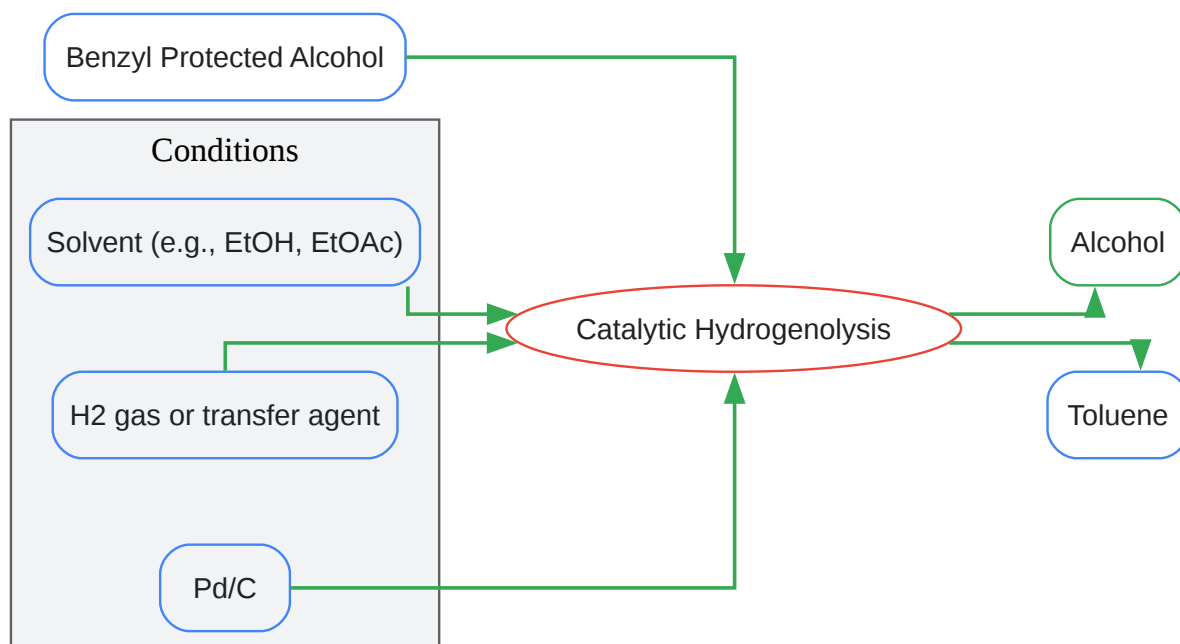 Benzyl Protected Alcohol
Conditions
Solvent (e.g., EtOH, EtOAc)
H2 gas or transfer agent
Pd/C
Catalytic Hydrogenolysis
Alcohol
Toluene